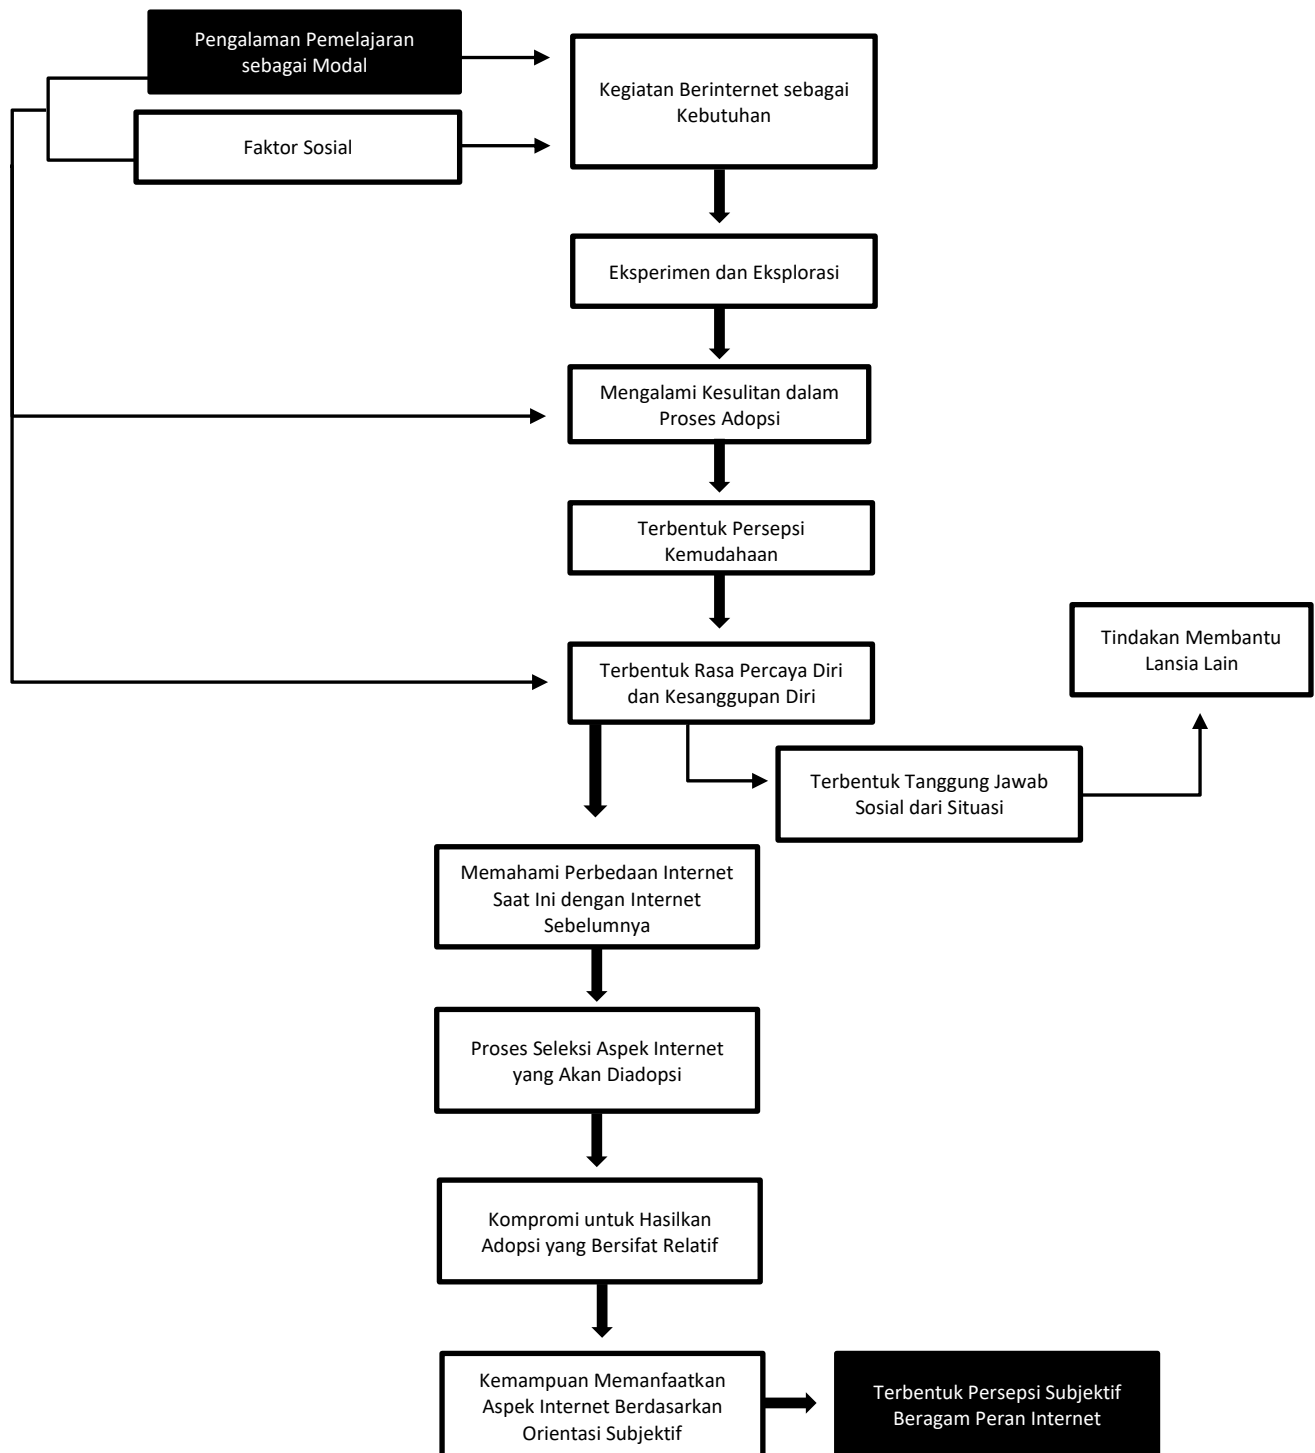 Pengalaman Pemelajaran
sebagai Modal
Kegiatan Berinternet sebagai
Kebutuhan
Faktor Sosial
Eksperimen dan Eksplorasi
Mengalami Kesulitan dalam
Proses Adopsi
Terbentuk Persepsi
Kemudahaan
Terbentuk Rasa Percaya Diri
dan Kesanggupan Diri
Tindakan Membantu
Lansia Lain
Terbentuk Tanggung Jawab
Sosial dari Situasi
Memahami Perbedaan Internet
Saat Ini dengan Internet
Sebelumnya
Proses Seleksi Aspek Internet
yang Akan Diadopsi
Kompromi untuk Hasilkan
Adopsi yang Bersifat Relatif
Kemampuan Memanfaatkan
Aspek Internet Berdasarkan
Orientasi Subjektif
Terbentuk Persepsi Subjektif
Beragam Peran Internet